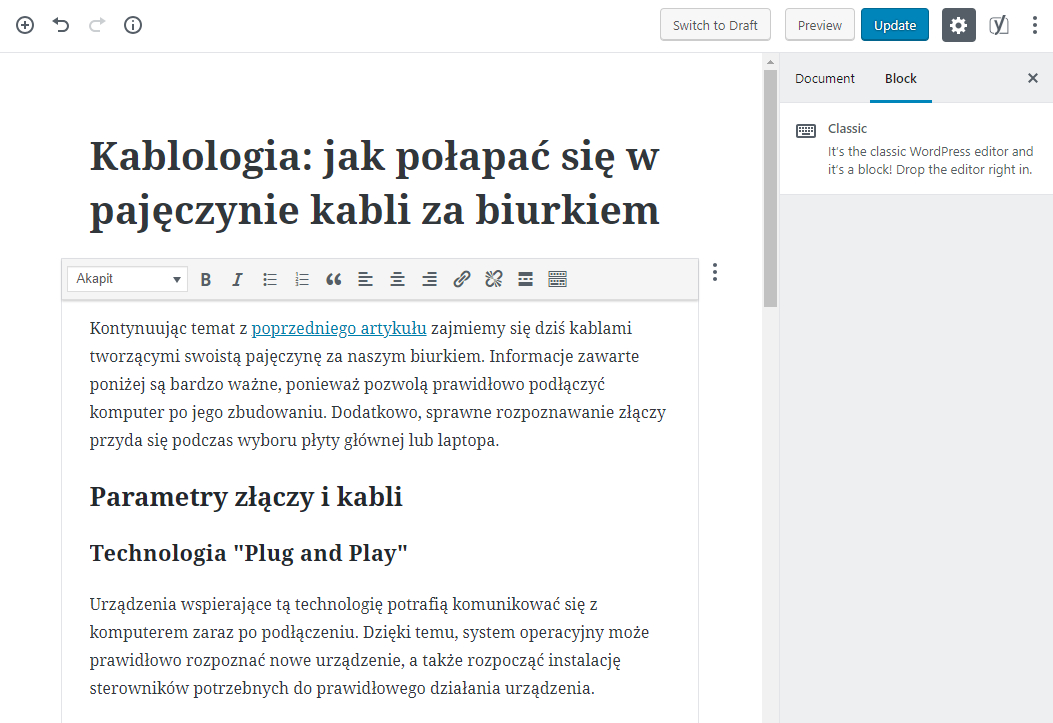 Switch to Draft Preview Update
Document Block
Classic
It's the classic WordPress editor and
it's a block! Drop the editor right in.
Kablologia: jak połapać się w
pajęczynie kabli za biurkiem
Akapit
Kontynuując temat z poprzedniego artykułu zajmiemy się dziś kablami
tworzącymi swoistą pajęczynę za naszym biurkiem. Informacje zawarte
poniżej są bardzo ważne, ponieważ pozwolą prawidłowo podłączyć
komputer po jego zbudowaniu. Dodatkowo, sprawne rozpoznawanie złączy
przyda się podczas wyboru płyty głównej lub laptopa.
Parametry złączy i kabli
Technologia "Plug and Play"
Urządzenia wspierające tą technologię potrafią komunikować się z
komputerem zaraz po podłączeniu. Dzięki temu, system operacyjny może
prawidłowo rozpoznać nowe urządzenie, a także rozpocząć instalację
sterowników potrzebnych do prawidłowego działania urządzenia.